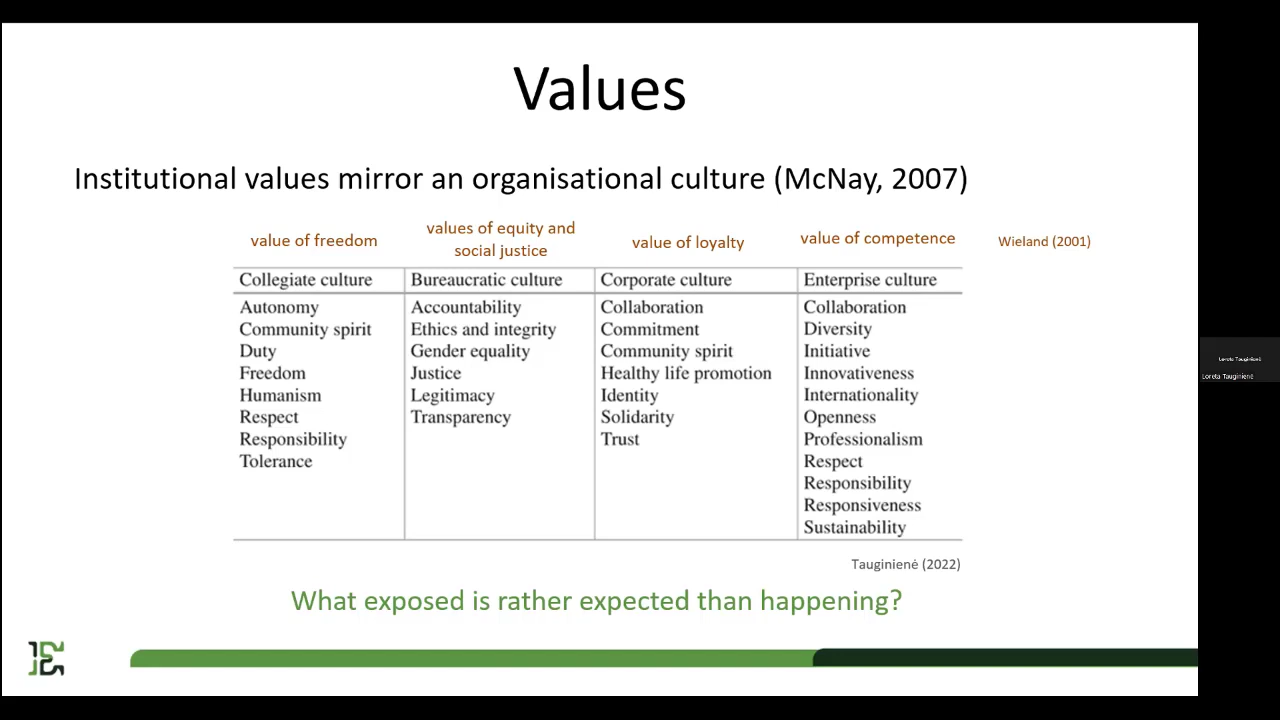 Values
Institutional values mirror an organisational culture (McNay, 2007)
value of freedom
values of equity and
social justice
value of loyalty
value of competence
Wieland (2001)
Collegiate culture
Autonomy
Community spirit
Duty
Freedom
Humanism
Respect
Responsibility
Tolerance
Bureaucratic culture
Accountability
Ethics and integrity
Gender equality
Justice
Legitimacy
Transparency
Corporate culture
Collaboration
Commitment
Community spirit
Healthy life promotion
Identity
Solidarity
Trust
Enterprise culture
Collaboration
Diversity
Initiative
Innovativeness
Internationality
Openness
Professionalism
Respect
Responsibility
Responsiveness
Sustainability
Tauginienė (2022)
What exposed is rather expected than happening?
Loreta Tauginienė
Loreta Tauginienė